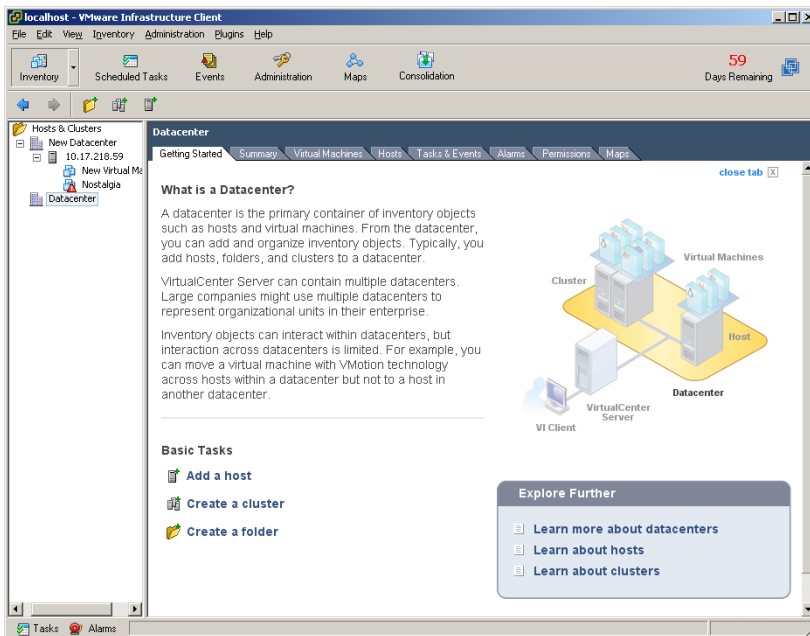 localhost - VMware Infrastructure Client
File Edit View Inventory Administration Plugins Help
Inventory Scheduled Tasks Events Administration Maps Consolidation
59
Days Remaining
Hosts & Clusters
New Datacenter
10.17.218.59
New Virtual Ma
Nostalgia
Datacenter
Datacenter
Getting Started Summary Virtual Machines Hosts Tasks & Events Alarms Permissions Maps
close tab X
What is a Datacenter?
A datacenter is the primary container of inventory objects
such as hosts and virtual machines. From the datacenter,
you can add and organize inventory objects. Typically, you
add hosts, folders, and clusters to a datacenter.
VirtualCenter Server can contain multiple datacenters.
Large companies might use multiple datacenters to
represent organizational units in their enterprise.
Inventory objects can interact within datacenters, but
interaction across datacenters is limited. For example, you
can move a virtual machine with VMotion technology
across hosts within a datacenter but not to a host in
another datacenter.
Virtual Machines
Cluster
Host
Datacenter
VirtualCenter
Server
VI Client
Basic Tasks
Add a host
Create a cluster
Create a folder
Explore Further
Learn more about datacenters
Learn about hosts
Learn about clusters
Tasks Alarms